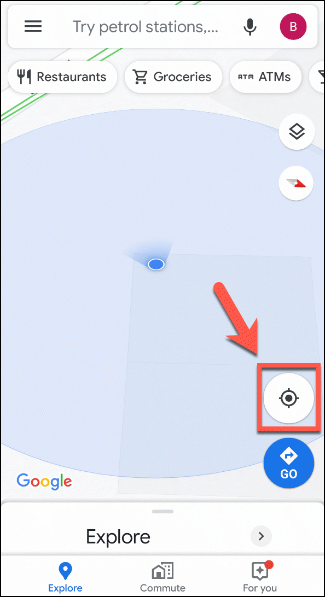 Try petrol stations,...
B
Restaurants
Groceries
ATM ATMs
GO
Google
Explore
Explore
Commute
For you